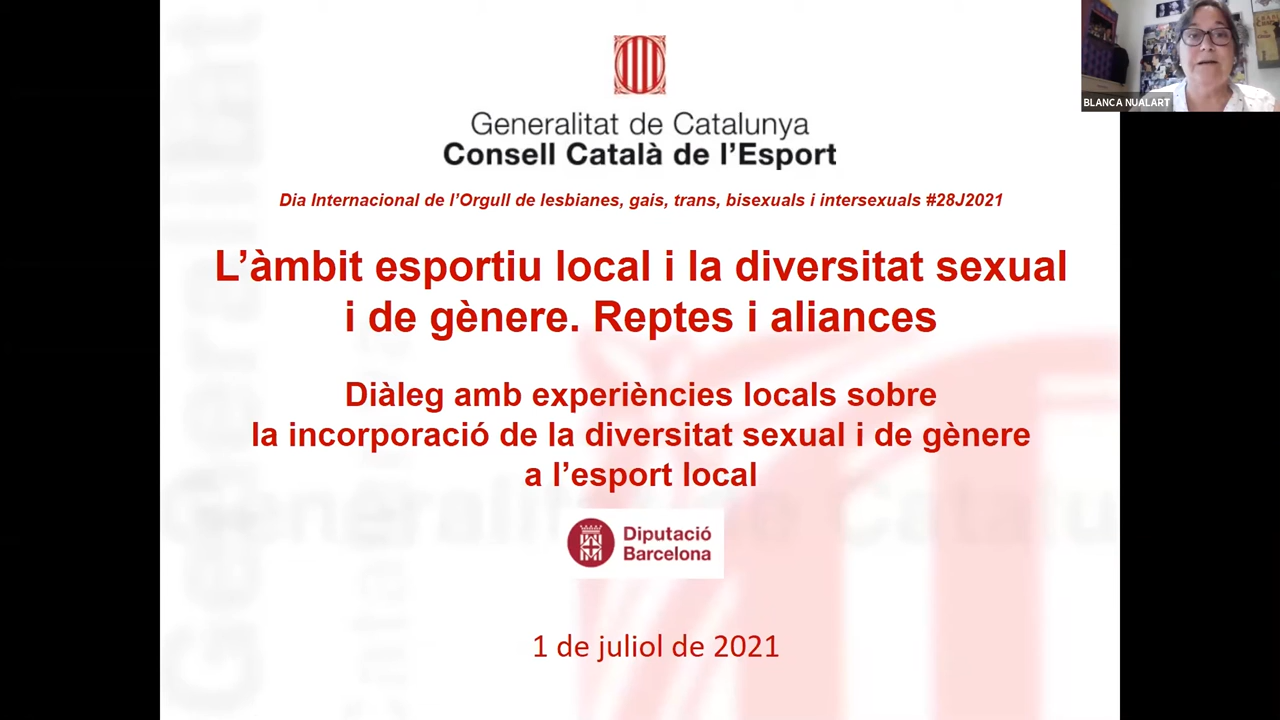 Generalitat de Catalunya
Consell Català de l'Esport
BLANCA NUALART
Dia Internacional de l'Orgull de lesbianes, gais, trans, bisexuals i intersexuals #28J2021
L'àmbit esportiu local i la diversitat sexual
i de gènere. Reptes i aliances
Diàleg amb experiències locals sobre
la incorporació de la diversitat sexual i de gènere
a l'esport local
Diputació
Barcelona
1 de juliol de 2021